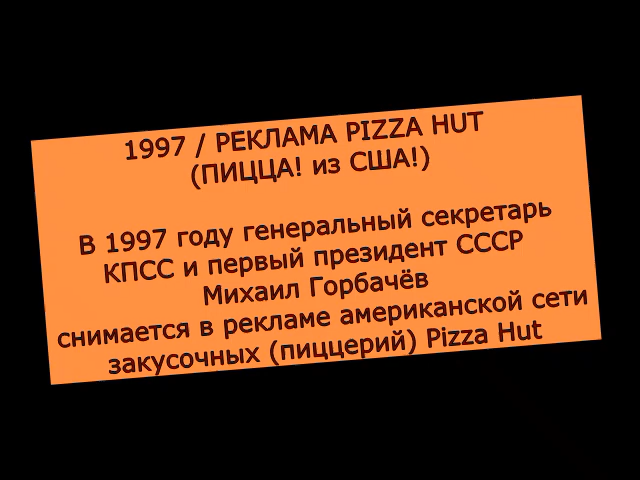 1997 / РЕКЛАМА PIZZA HUT
(ПИЦЦА! из США!)
В 1997 году генеральный секретарь
КПСС и первый президент СССР
Михаил Горбачёв
снимается в рекламе американской сети
закусочных (пиццерий) Pizza Hut